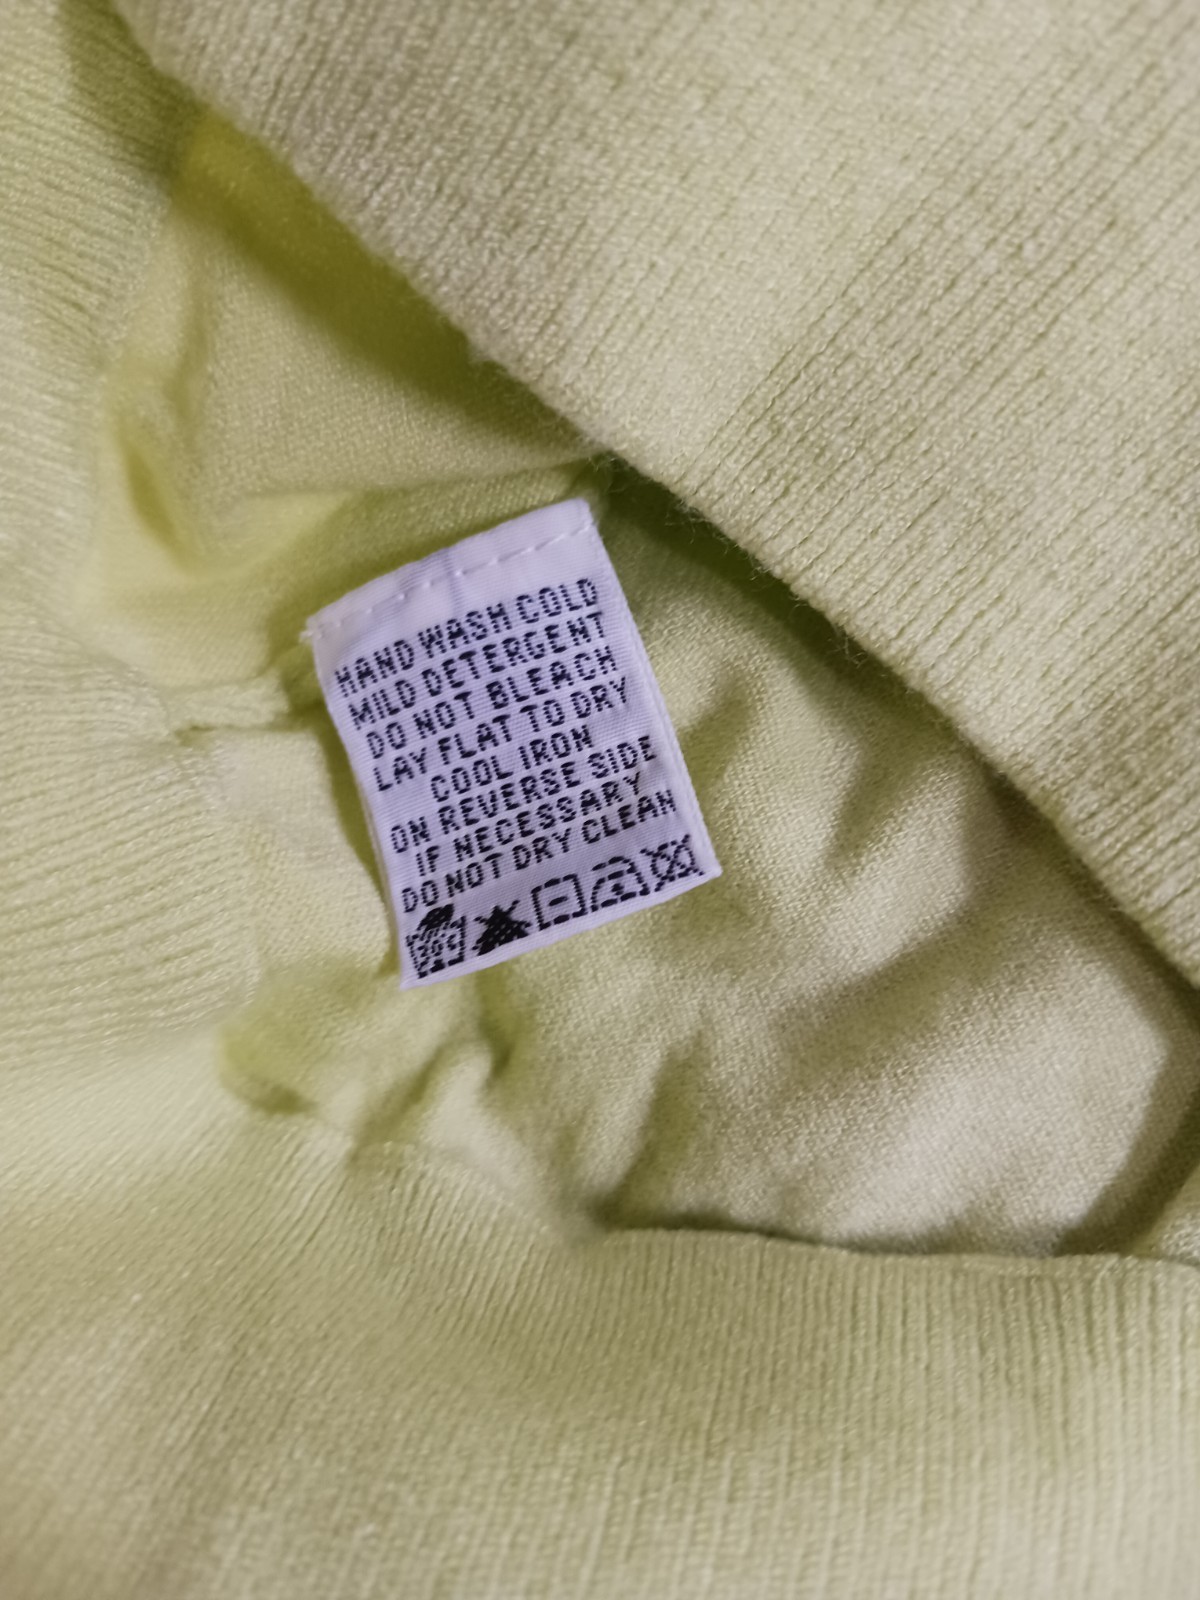 HAND WASH COLD
MILD DETERGENT
DO NOT BLEACH
LAY FLAT TO DRY
COOL IRON
ON REVERSE SIDE
IF NECESSARY
DO NOT DRY CLEAN
30°C